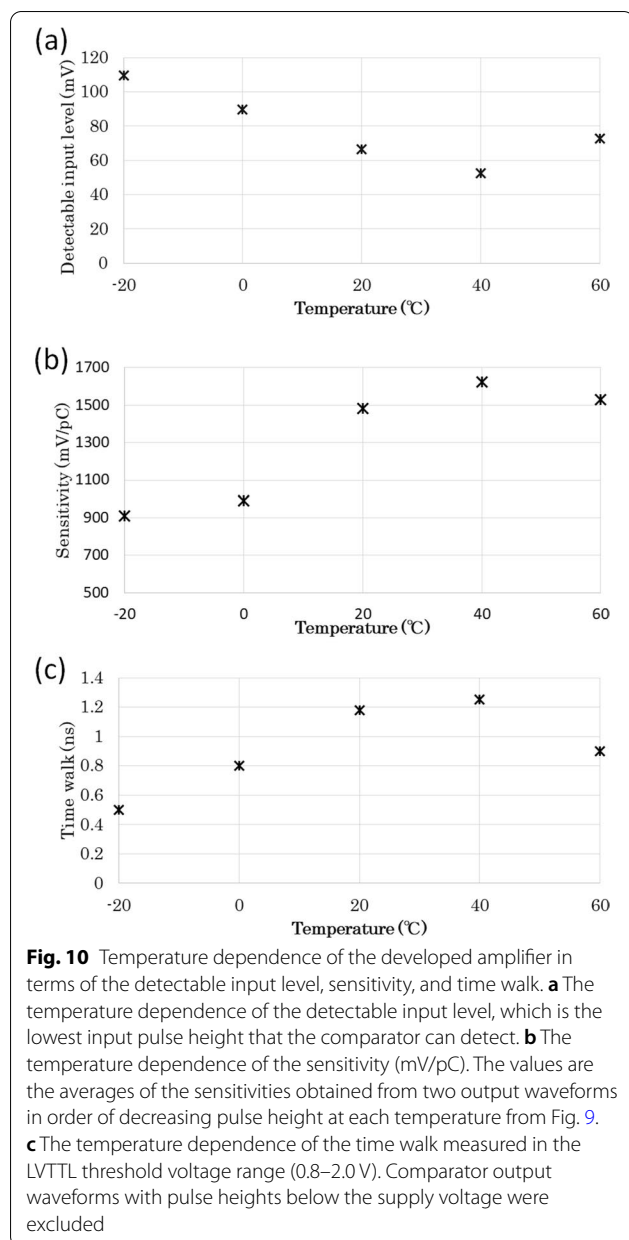 (a)
120
100
80
60
40
20
0
Detectable input level (mV)
-20 0 20 40 60
Temperature (℃)
(b)
1700
1500
1300
1100
900
700
500
Sensitivity (mV/pC)
-20 0 20 40 60
Temperature (℃)
(c)
1.4
1.2
1
0.8
0.6
0.4
0.2
0
Time walk (ns)
-20 0 20 40 60
Temperature (℃)
Fig. 10 Temperature dependence of the developed amplifier in
terms of the detectable input level, sensitivity, and time walk. a The
temperature dependence of the detectable input level, which is the
lowest input pulse height that the comparator can detect. b The
temperature dependence of the sensitivity (mV/pC). The values are
the averages of the sensitivities obtained from two output waveforms
in order of decreasing pulse height at each temperature from Fig. 9.
c The temperature dependence of the time walk measured in the
LVTTL threshold voltage range (0.8–2.0 V). Comparator output
waveforms with pulse heights below the supply voltage were
excluded